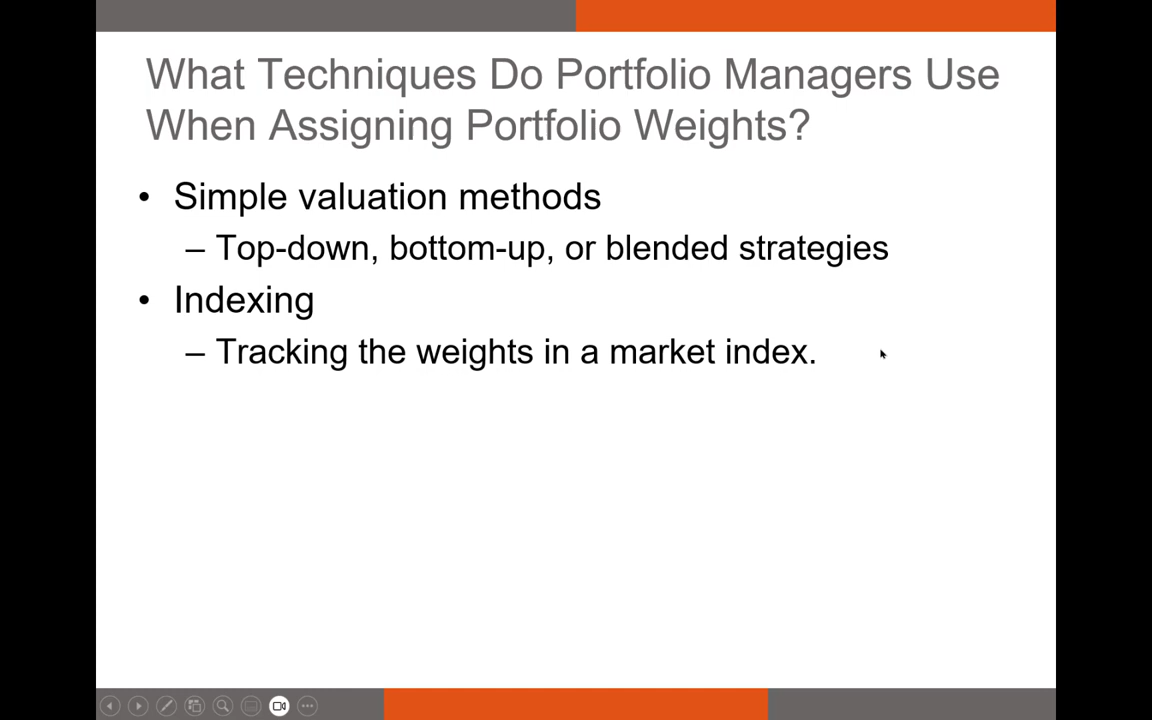 What Techniques Do Portfolio Managers Use
When Assigning Portfolio Weights?
• Simple valuation methods
– Top-down, bottom-up, or blended strategies
• Indexing
– Tracking the weights in a market index.